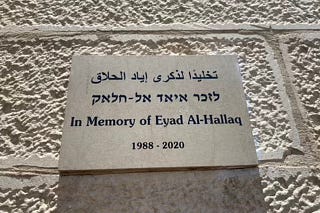 تخليدًا لذكرى إياد الحلاق
לזכר איאד אל-חלאק
In Memory of Eyad Al-Hallaq
1988 - 2020